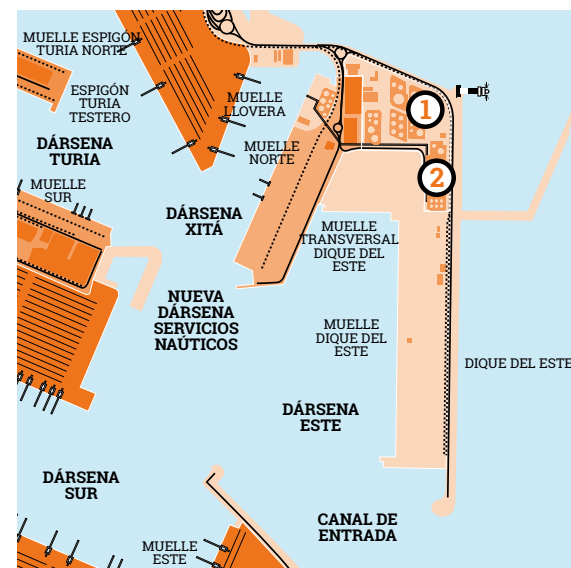 MUELLE ESPIGÓN
TURIA NORTE
ESPIGÓN
TURIA
TESTERO
MUELLE
LLOVERA
1
DÁRSENA
TURIA
MUELLE
NORTE
2
MUELLE
SUR
DÁRSENA
XITÁ
MUELLE
TRANSVERSAL
DIQUE DEL
ESTE
NUEVA
DÁRSENA
SERVICIOS
NAÚTICOS
MUELLE
DIQUE DEL
ESTE
DIQUE DEL ESTE
DÁRSENA
ESTE
DÁRSENA
SUR
CANAL DE
ENTRADA
MUELLE
ESTE